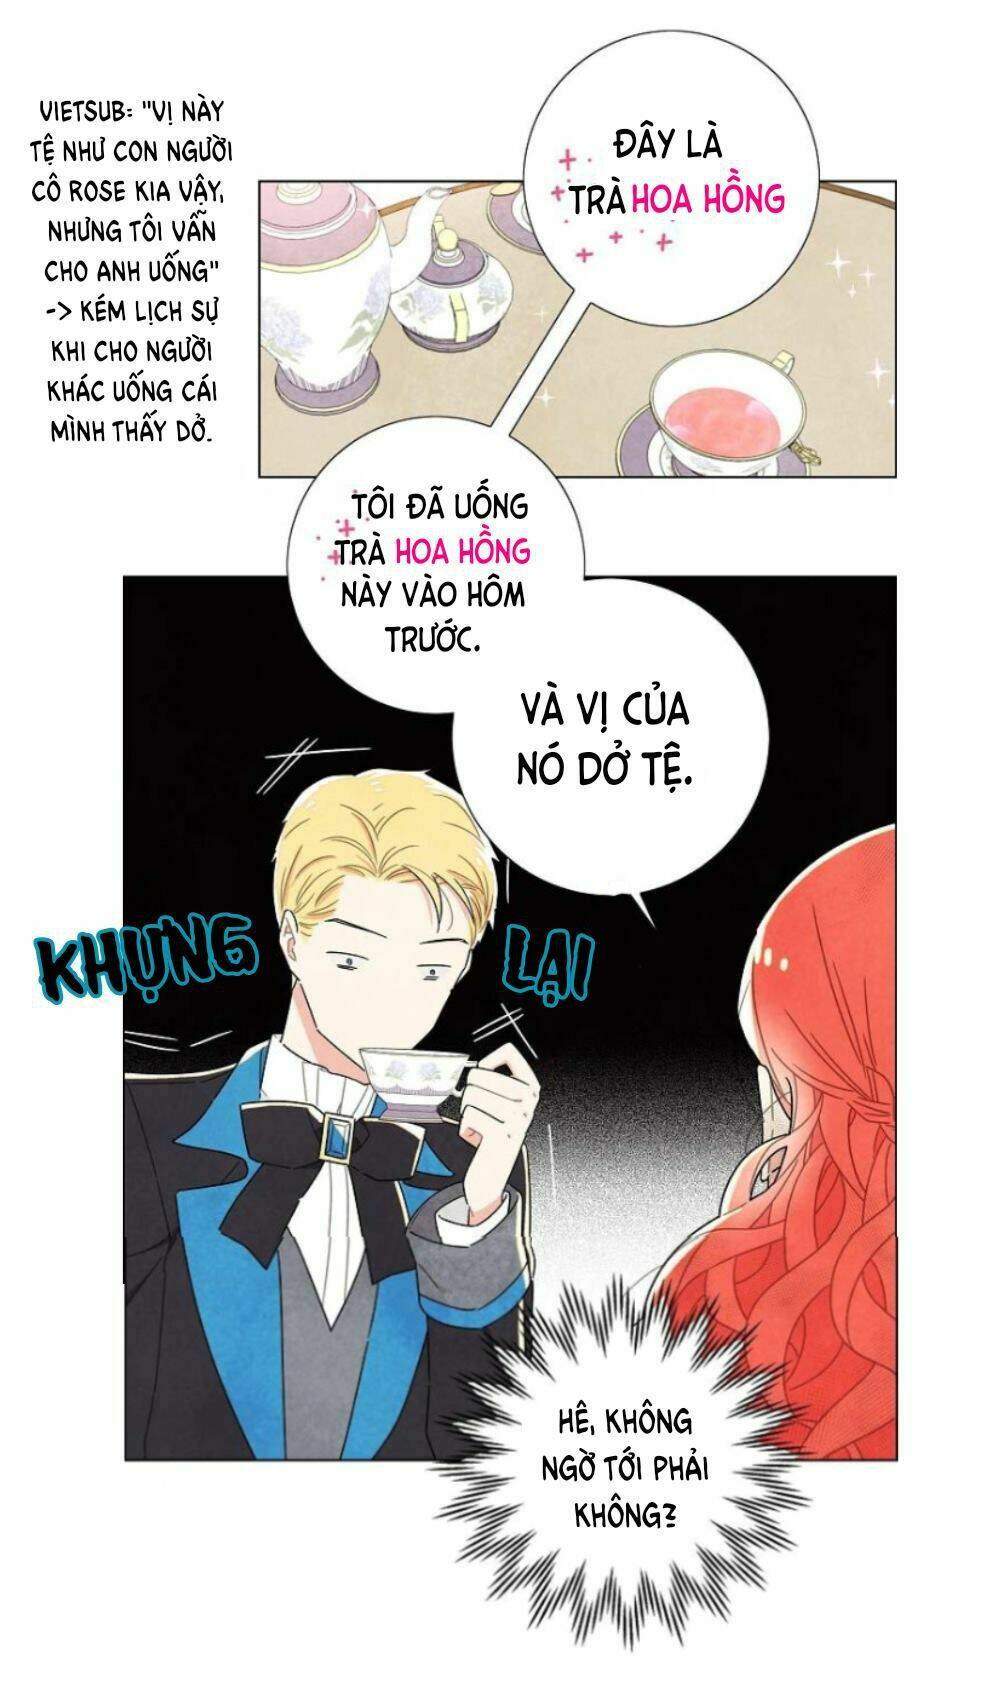 VIETSUB: "VỊ NÀY
TỆ NHƯ CON NGƯỜI
CÔ ROSE KIA VẬY,
NHƯNG TÔI VẪN
CHO ANH UỐNG"
-> KÉM LỊCH SỰ
KHI CHO NGƯỜI
KHÁC UỐNG CÁI
MÌNH THẤY DỞ.
ĐÂY LÀ
TRÀ HOA HỒNG
TÔI ĐÃ UỐNG
TRÀ HOA HỒNG
NÀY VÀO HÔM
TRƯỚC.
VÀ VỊ CỦA
NÓ DỞ TỆ.
KHỰNG LẠI
HÊ, KHÔNG
NGỜ TỚI PHẢI
KHÔNG?